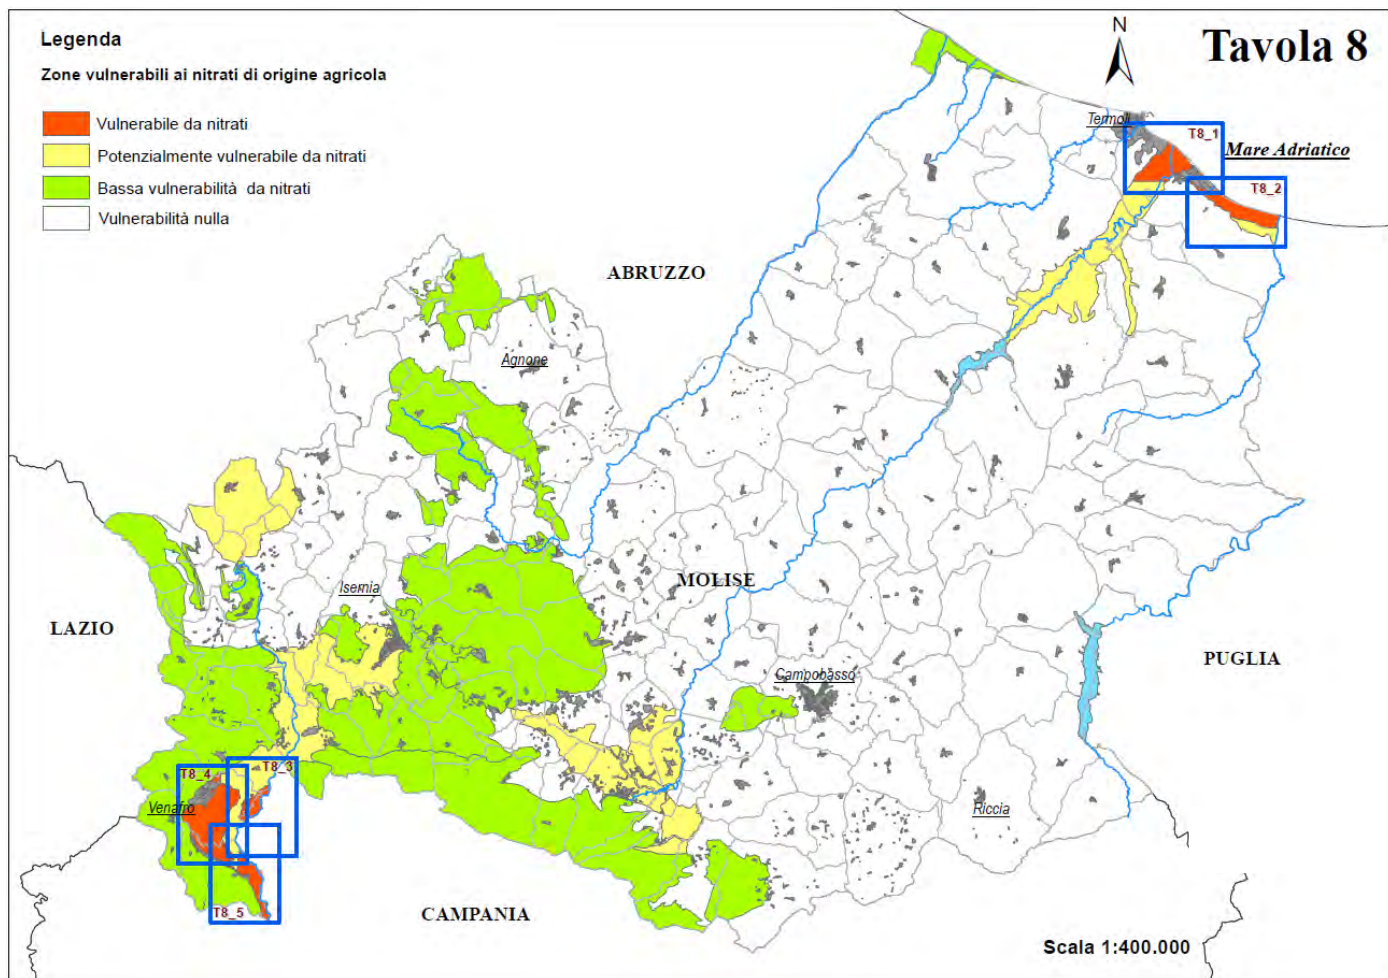 Legenda
Tavola 8
Zone vulnerabili ai nitrati di origine agricola
Vulnerabile da nitrati
Potenzialmente vulnerabile da nitrati
Bassa vulnerabilità da nitrati
Vulnerabilità nulla
N
Termoli
T8_1
Mare Adriatico
T8_2
ABRUZZO
Agnone
Isernia
MOLISE
LAZIO
PUGLIA
Campobasso
T8_3
T8_4
Venafro
Riccia
T8_5
CAMPANIA
Scala 1:400.000